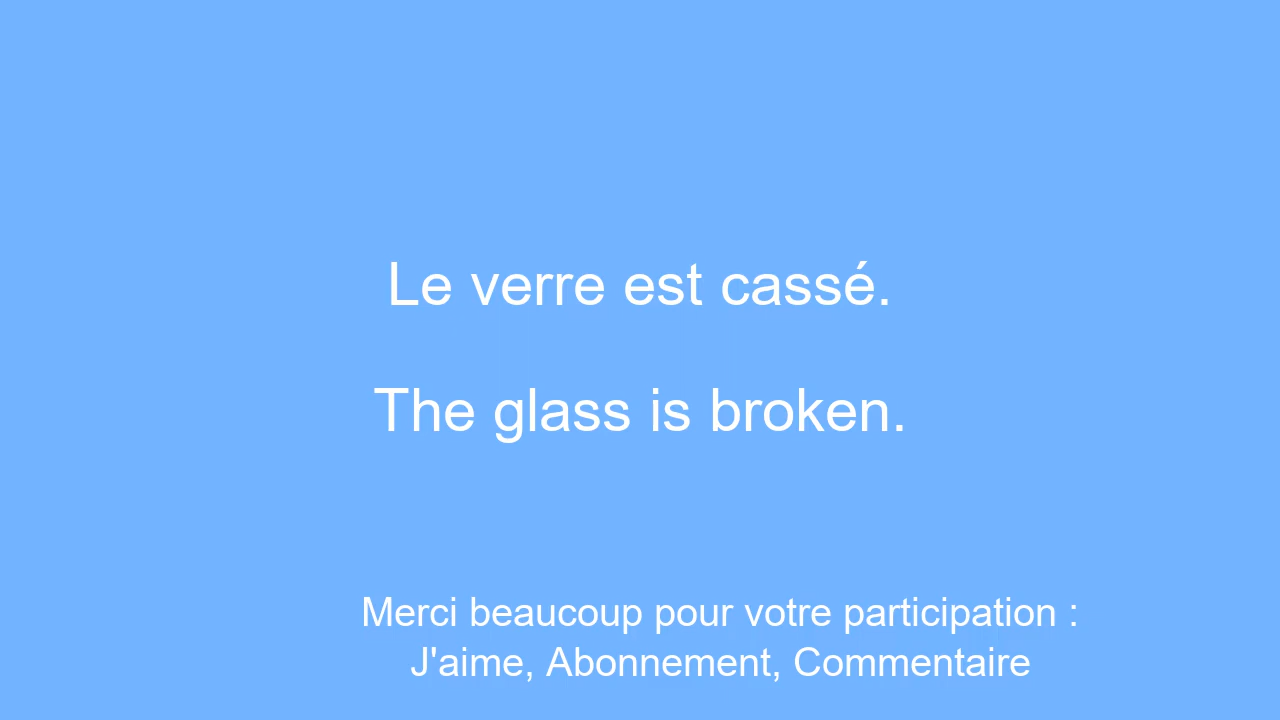 Le verre est cassé.
The glass is broken.
Merci beaucoup pour votre participation :
J'aime, Abonnement, Commentaire